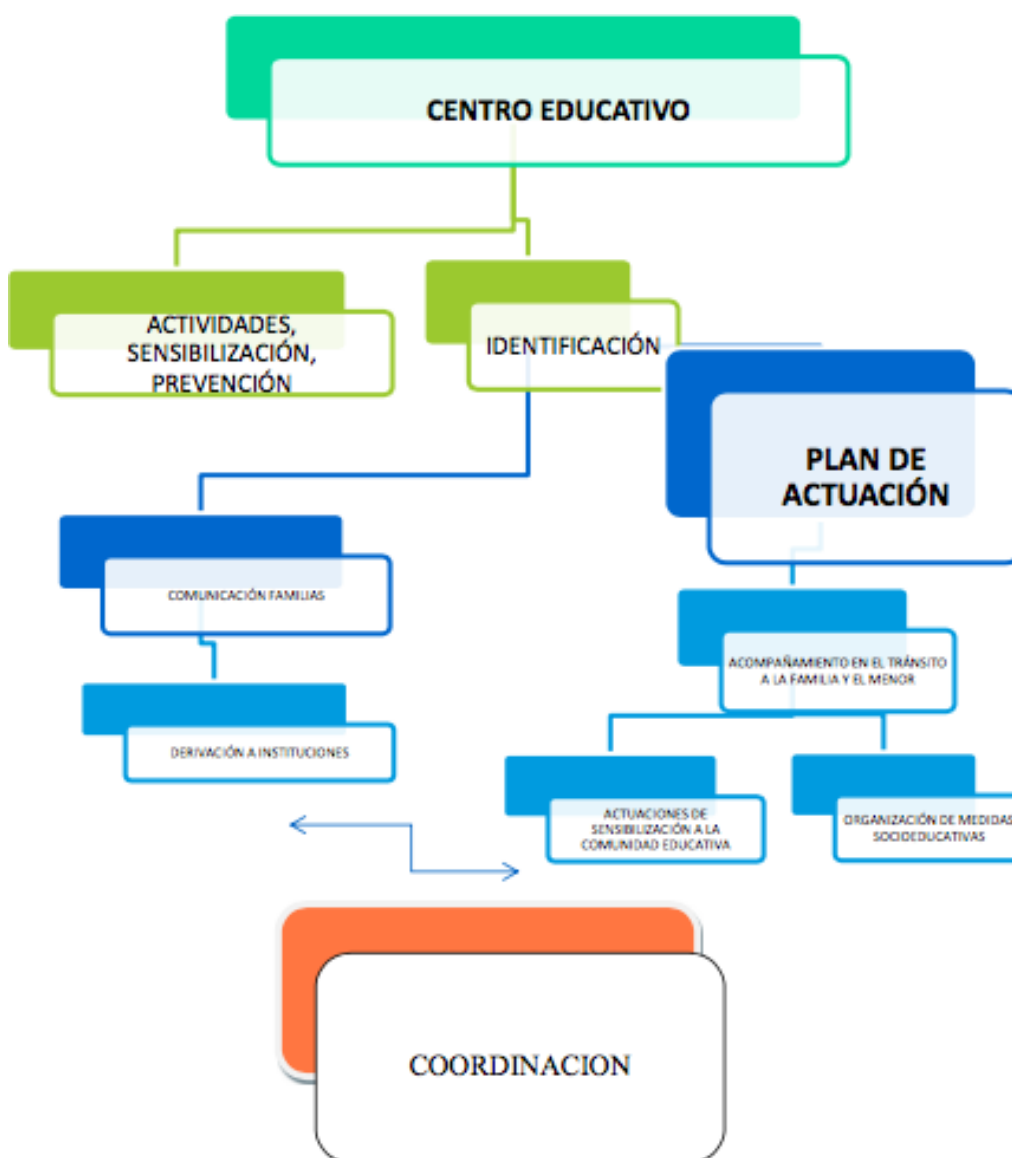 CENTRO EDUCATIVO
ACTIVIDADES,
SENSIBILIZACIÓN,
PREVENCIÓN
IDENTIFICACIÓN
PLAN DE
ACTUACIÓN
COMUNICACIÓN FAMILIAS
ACOMPAÑAMIENTO EN EL TRÁNSITO
A LA FAMILIA Y EL MENOR
DERIVACIÓN A INSTITUCIONES
ACTUACIONES DE
SENSIBILIZACIÓN A LA
COMUNIDAD EDUCATIVA
ORGANIZACIÓN DE MEDIDAS
SOCIOEDUCATIVAS
COORDINACION